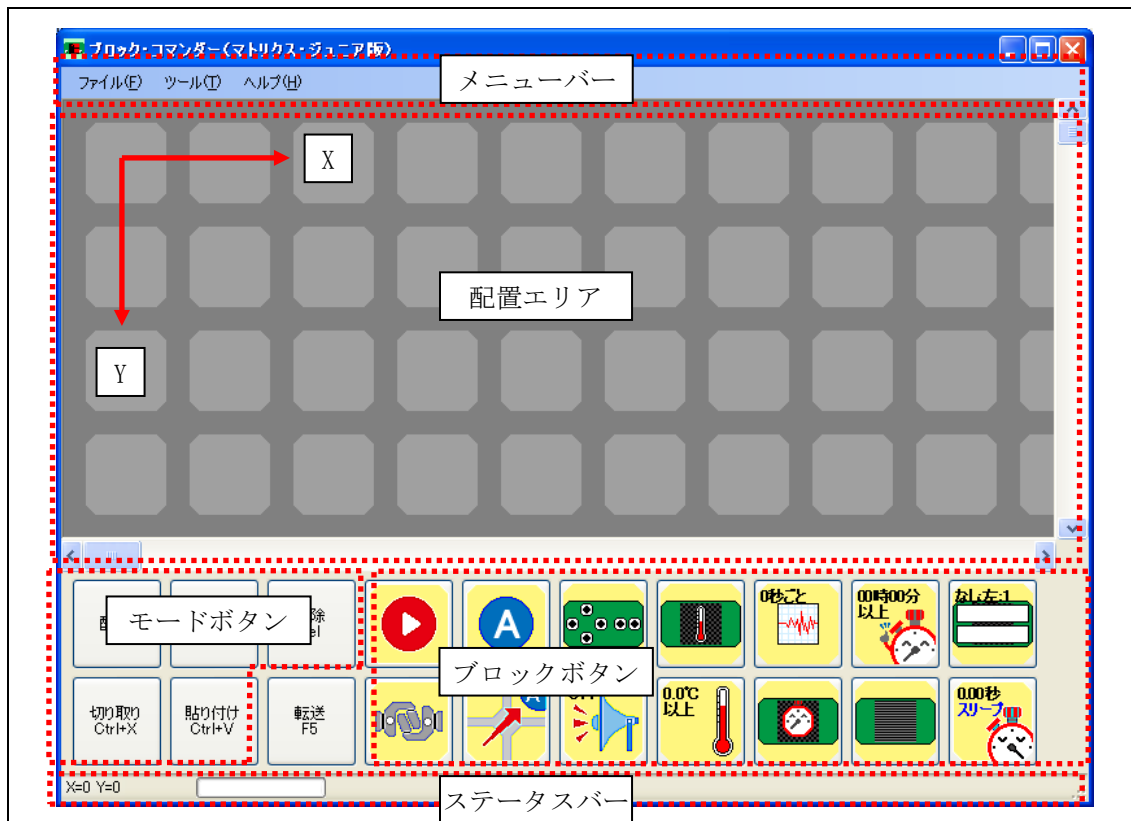 ブロック・コマンダー(マトリクス・ジュニア版)
ファイル(F) ツール(T) ヘルプ(H)
メニューバー
X
配置エリア
Y
モードボタン
除
el
A
0秒ごと
00時00分
以上
なし左:1
ブロックボタン
切り取り
Ctrl+X
貼り付け
Ctrl+V
転送
F5
A
0.0℃
以上
0.00秒
スリープ
X=0 Y=0
ステータスバー